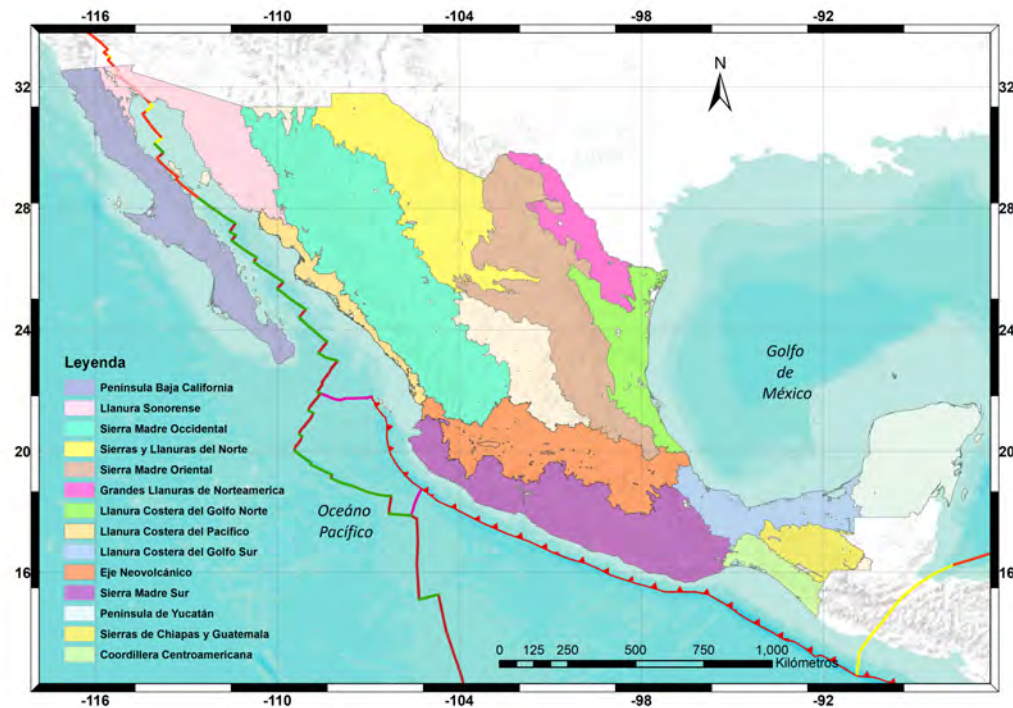 -116 -110 -104 -98 -92
N
32 32
28 28
24 24
Golfo
de
México
Leyenda
Península Baja California
Llanura Sonorense
Sierra Madre Occidental
Sierras y Llanuras del Norte
Sierra Madre Oriental
Grandes Llanuras de Norteamerica
Llanura Costera del Golfo Norte
Llanura Costera del Pacífico
Llanura Costera del Golfo Sur
Eje Neovolcánico
Sierra Madre Sur
Península de Yucatán
Sierras de Chiapas y Guatemala
Coordillera Centroamericana
20 20
Oceáno
Pacífico
16 16
0 125 250 500 750 1,000
Kilómetros
-116 -110 -104 -98 -92